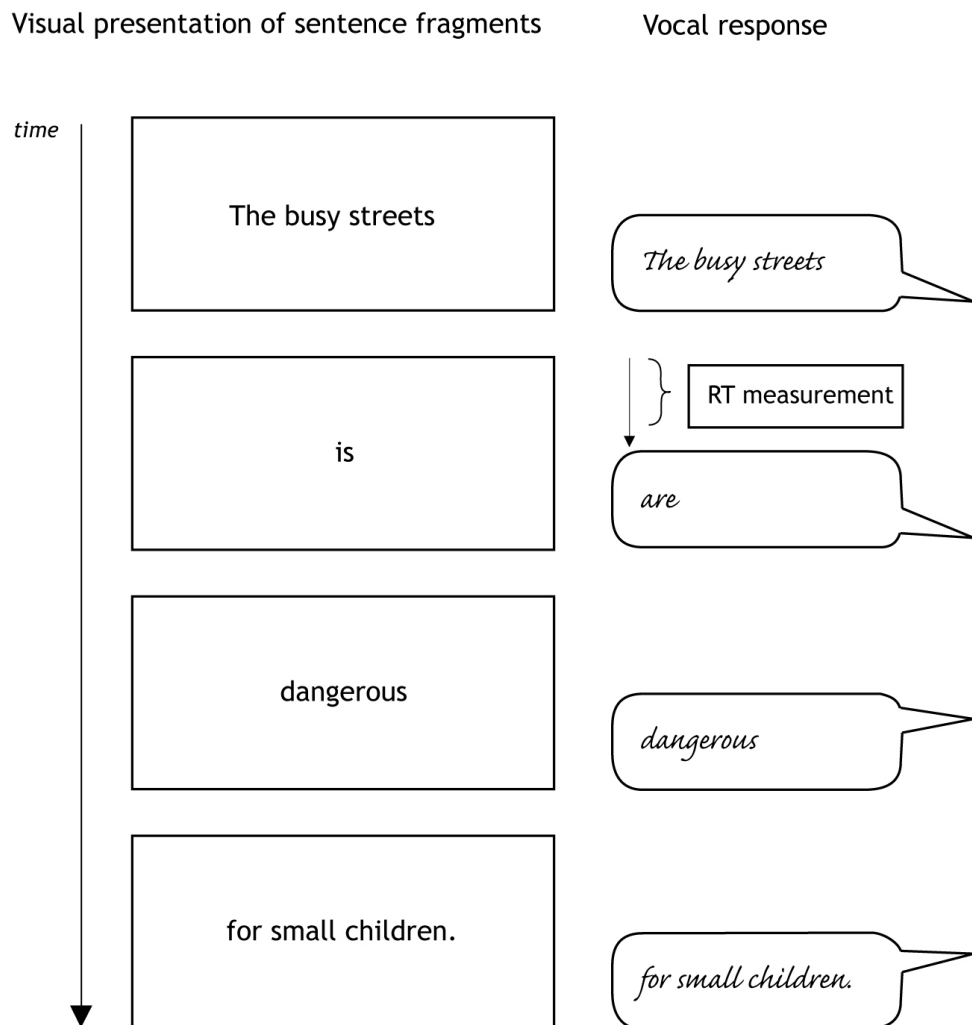 Visual presentation of sentence fragments
Vocal response
time
The busy streets
The busy streets
RT measurement
is
are
dangerous
dangerous
for small children.
for small children.